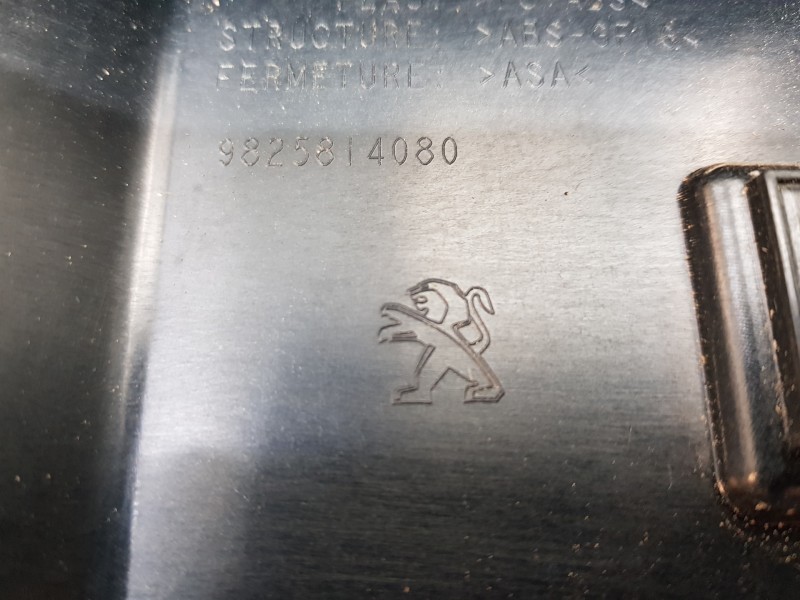 STRUCTURE: >ABS-GF
FERMETURE: >ASA<
9825814080